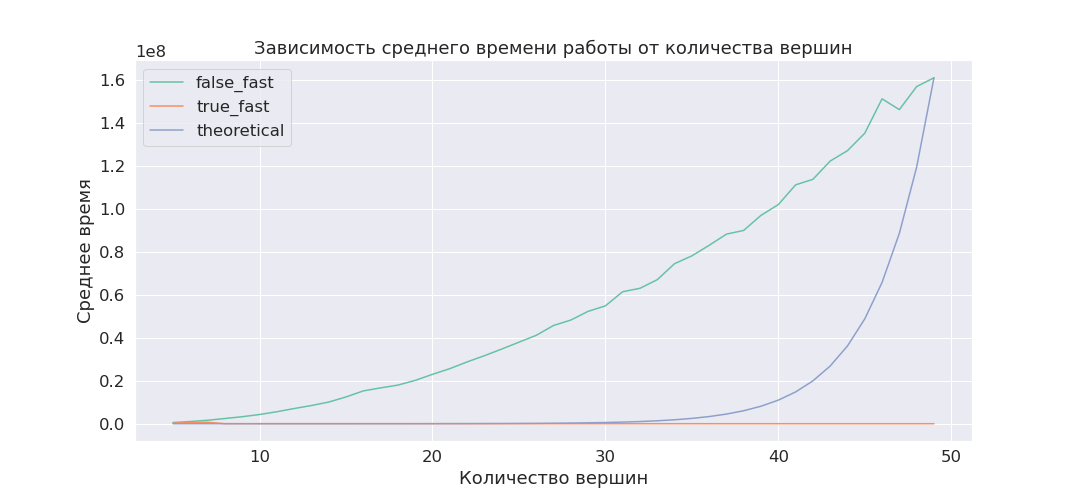 Зависимость среднего времени работы от количества вершин
1e8
false_fast
true_fast
theoretical
Среднее время
1.6
1.4
1.2
1.0
0.8
0.6
0.4
0.2
0.0
10
20
30
40
50
Количество вершин